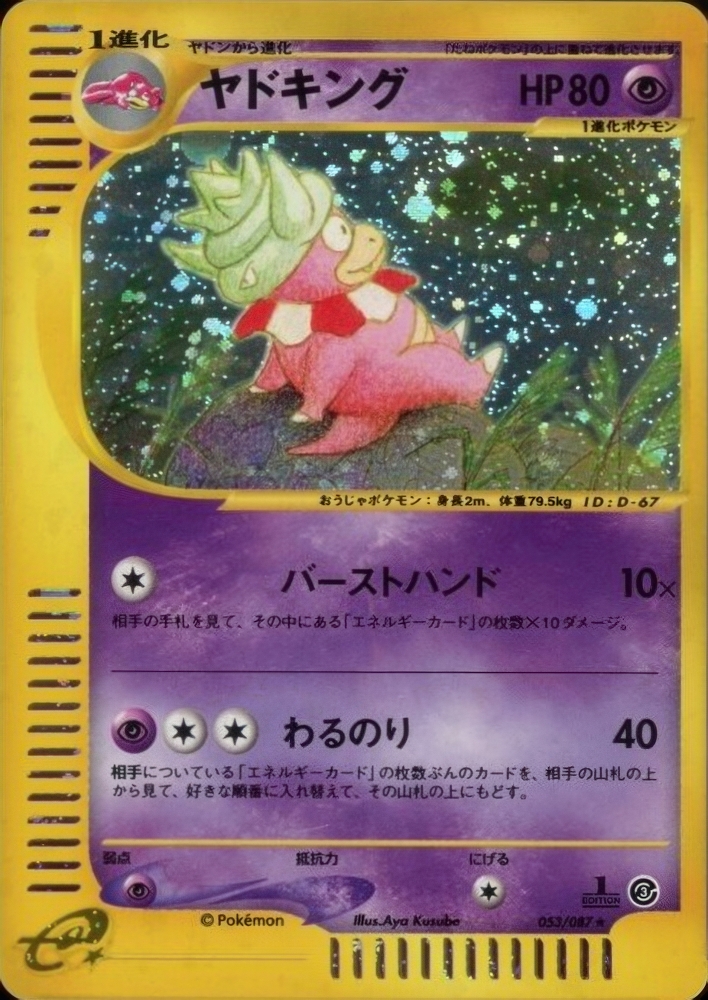 1進化
ヤドンから進化
「たねポケモン」の上に重ねて進化させます
ヤドキング
HP80
1進化ポケモン
おうじゃポケモン：身長2m、体重79.5kg ID:D-67
バーストハンド 10×
相手の手札を見て、その中にある「エネルギーカード」の枚数×10ダメージ。
わるのり 40
相手についている「エネルギーカード」の枚数ぶんのカードを、相手の山札の上
から見て、好きな順番に入れ替えて、その山札の上にもどす。
弱点 抵抗力 にげる
1 EDITION
3
©Pokémon Illus.Aya Kusube 053/087★
e